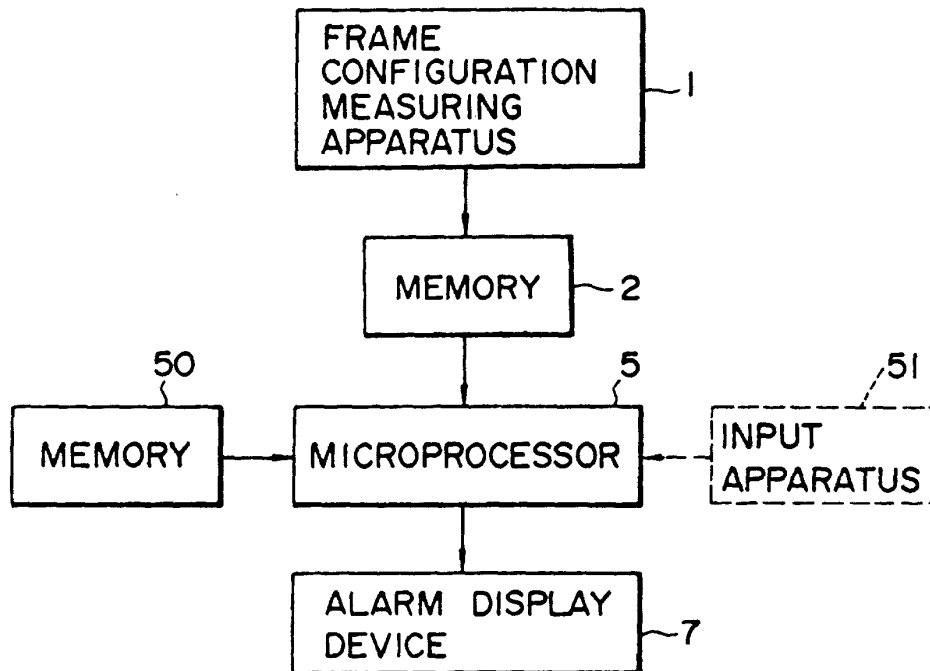 FRAME
CONFIGURATION
MEASURING
APPARATUS
1
MEMORY
2
50
5
51
MEMORY
MICROPROCESSOR
INPUT
APPARATUS
ALARM DISPLAY
DEVICE
7